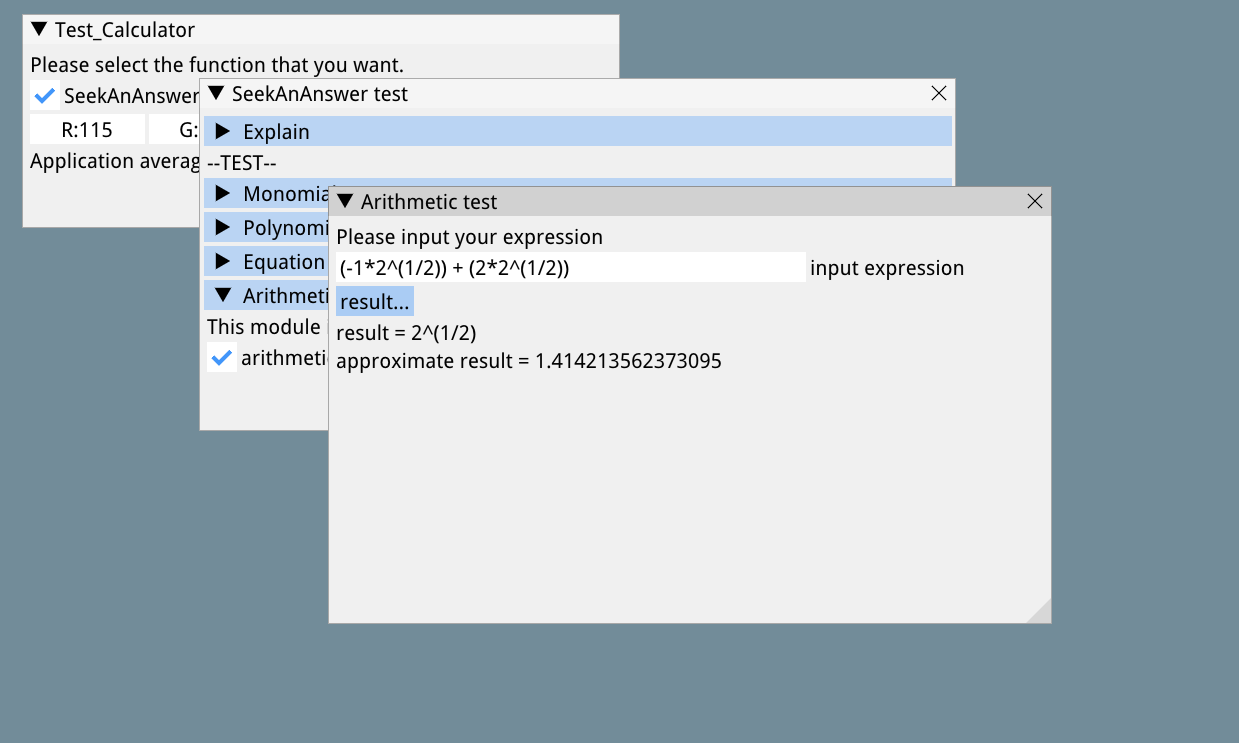 Test_Calculator
Please select the function that you want.
SeekAnAnswer
R:115 G:
Application averag
SeekAnAnswer test
Explain
--TEST--
Monomia
Polynomi
Equation
Arithmeti
This module
arithmetic
Arithmetic test
Please input your expression
(-1*2^(1/2)) + (2*2^(1/2)) input expression
result...
result = 2^(1/2)
approximate result = 1.414213562373095